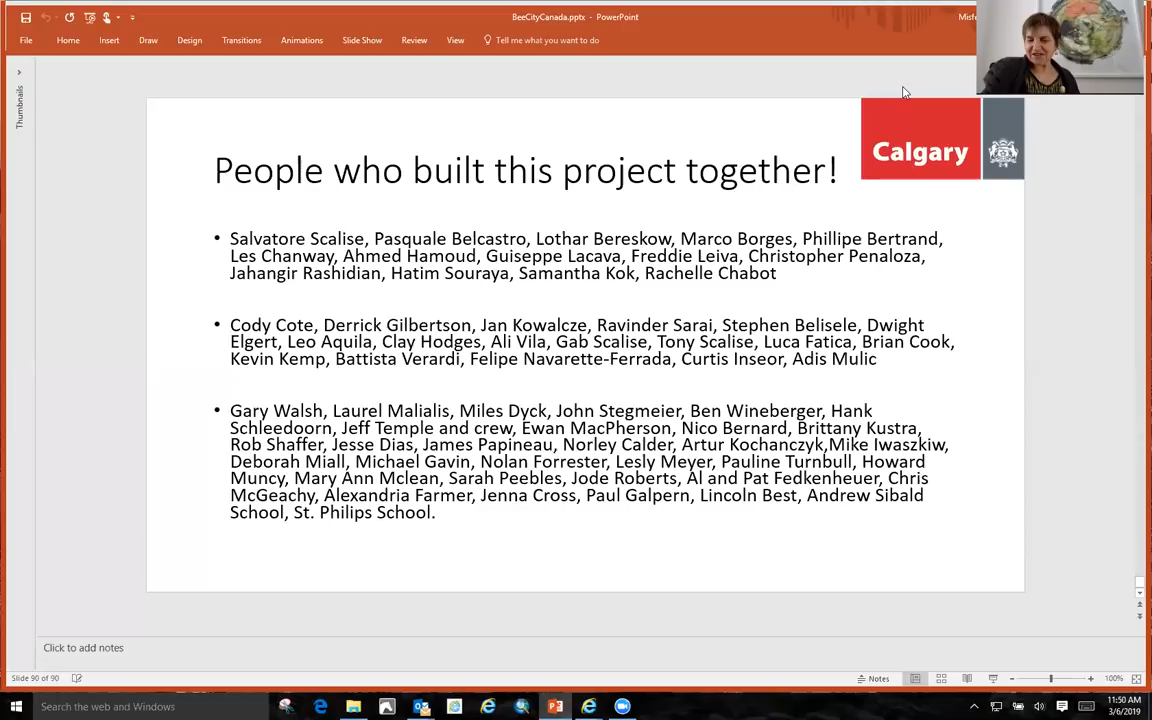 BeeCityCanada.pptx - PowerPoint
Misfe
File Home Insert Draw Design Transitions Animations Slide Show Review View Tell me what you want to do
Thumbnails
Calgary
People who built this project together!
• Salvatore Scalise, Pasquale Belcastro, Lothar Bereskow, Marco Borges, Phillipe Bertrand,
Les Chanway, Ahmed Hamoud, Guiseppe Lacava, Freddie Leiva, Christopher Penaloza,
Jahangir Rashidian, Hatim Souraya, Samantha Kok, Rachelle Chabot
• Cody Cote, Derrick Gilbertson, Jan Kowalcze, Ravinder Sarai, Stephen Belisele, Dwight
Elgert, Leo Aquila, Clay Hodges, Ali Vila, Gab Scalise, Tony Scalise, Luca Fatica, Brian Cook,
Kevin Kemp, Battista Verardi, Felipe Navarette-Ferrada, Curtis Inseor, Adis Mulic
• Gary Walsh, Laurel Malialis, Miles Dyck, John Stegmeier, Ben Wineberger, Hank
Schleedoorn, Jeff Temple and crew, Ewan MacPherson, Nico Bernard, Brittany Kustra,
Rob Shaffer, Jesse Dias, James Papineau, Norley Calder, Artur Kochanczyk,Mike Iwaszkiw,
Deborah Miall, Michael Gavin, Nolan Forrester, Lesly Meyer, Pauline Turnbull, Howard
Muncy, Mary Ann Mclean, Sarah Peebles, Jode Roberts, Al and Pat Fedkenheuer, Chris
McGeachy, Alexandria Farmer, Jenna Cross, Paul Galpern, Lincoln Best, Andrew Sibald
School, St. Philips School.
Click to add notes
Slide 90 of 90
Notes
100%
Search the web and Windows
11:50 AM
3/6/2019